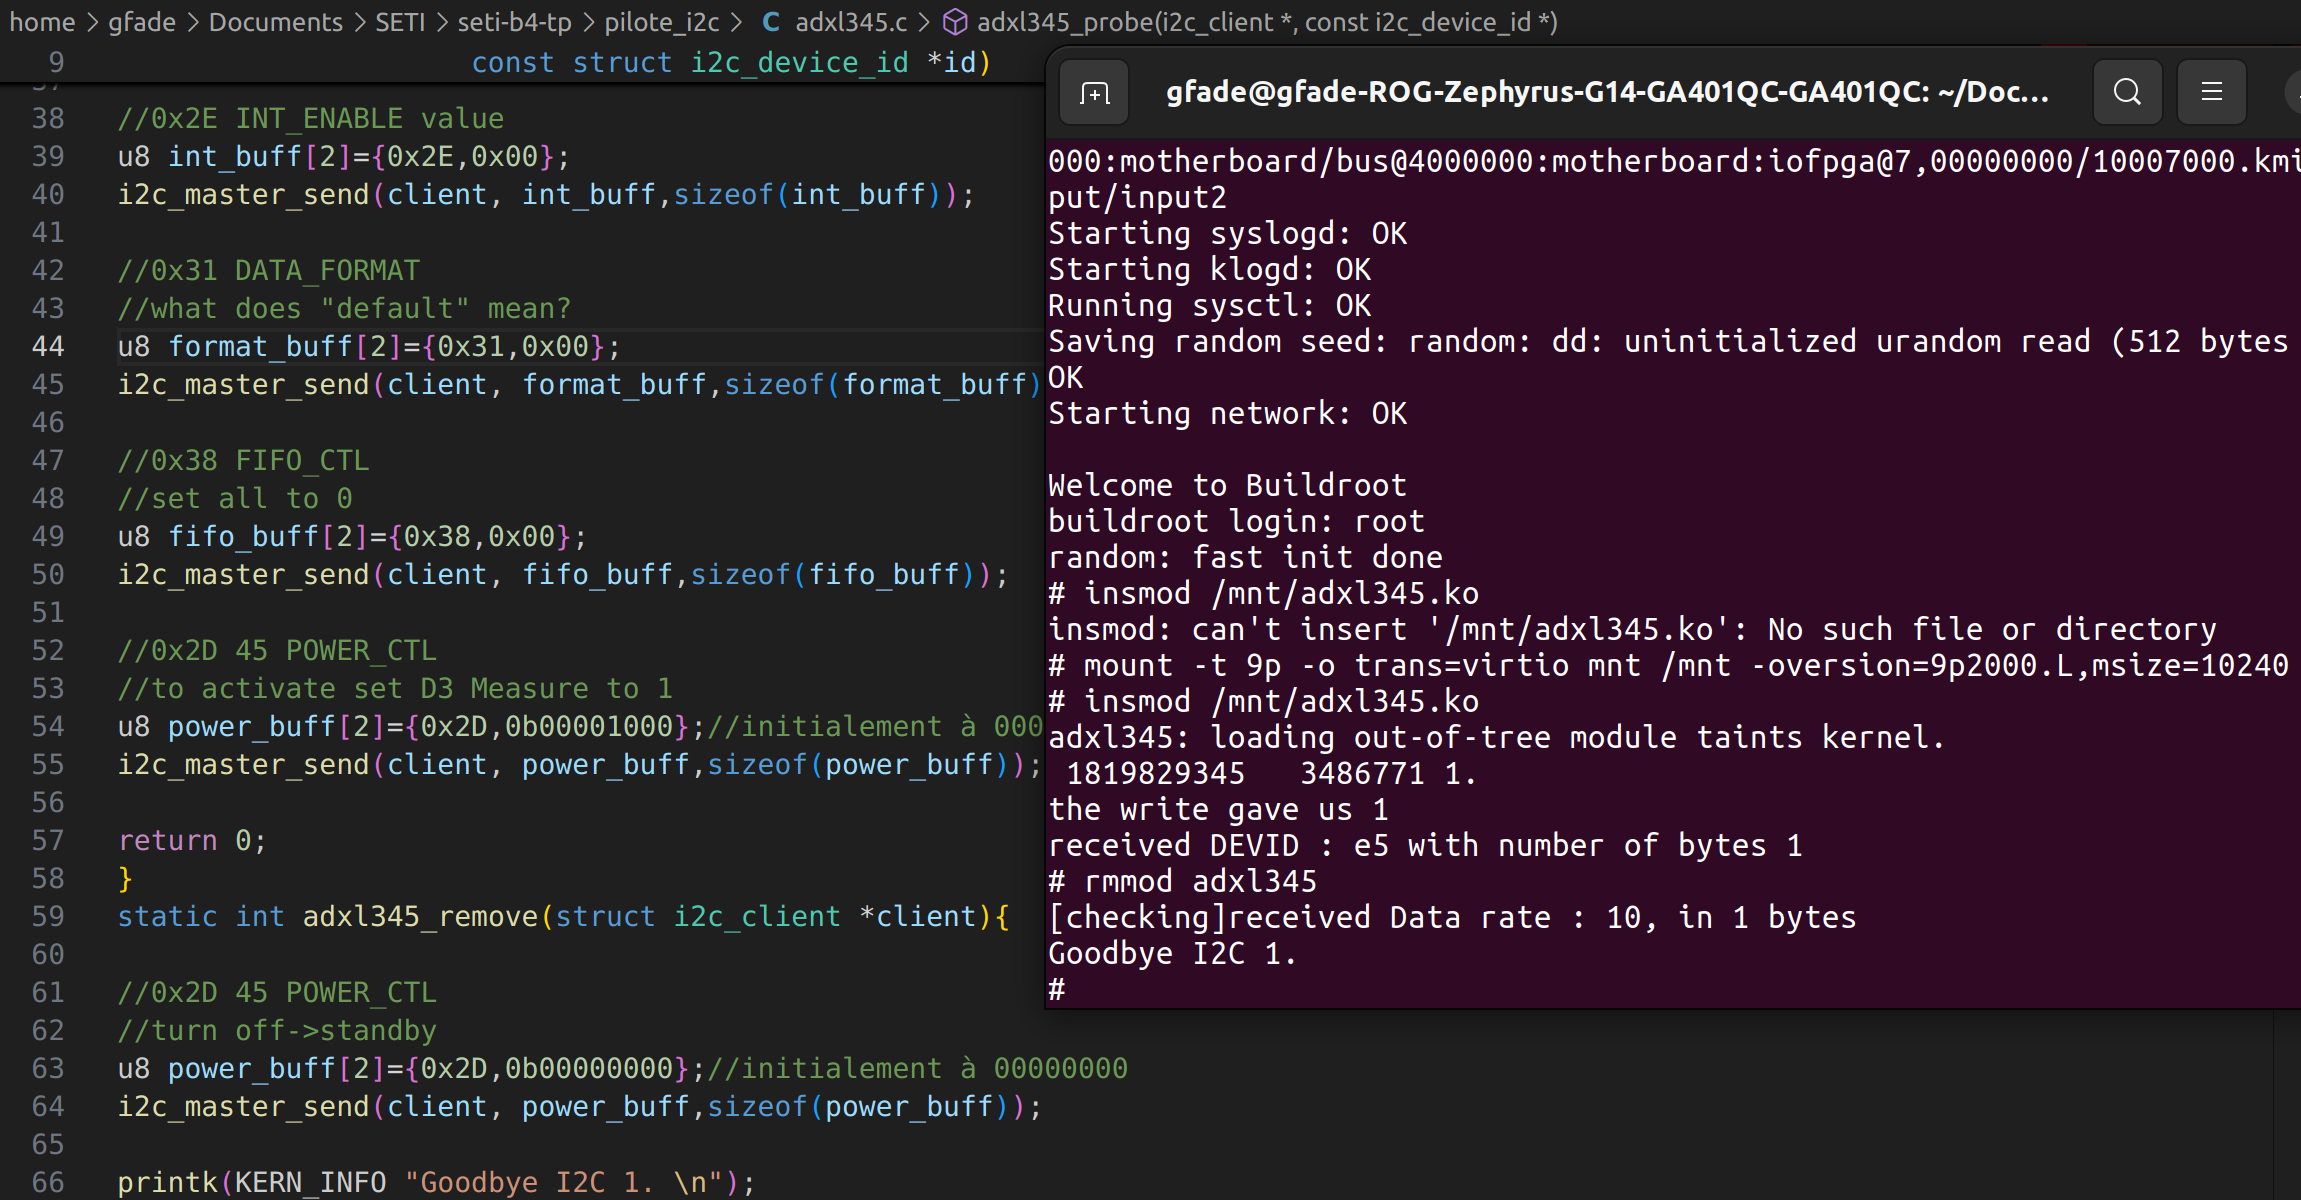 home > gfade > Documents > SETI > seti-b4-tp > pilote_i2c > C adxl345.c > adxl345_probe(i2c_client *, const i2c_device_id *)
9 const struct i2c_device_id *id)
38 //0x2E INT_ENABLE value
39 u8 int_buff[2]={0x2E,0x00};
40 i2c_master_send(client, int_buff,sizeof(int_buff));
41
42 //0x31 DATA_FORMAT
43 //what does "default" mean?
44 u8 format_buff[2]={0x31,0x00};
45 i2c_master_send(client, format_buff,sizeof(format_buff)
46
47 //0x38 FIFO_CTL
48 //set all to 0
49 u8 fifo_buff[2]={0x38,0x00};
50 i2c_master_send(client, fifo_buff,sizeof(fifo_buff));
51
52 //0x2D 45 POWER_CTL
53 //to activate set D3 Measure to 1
54 u8 power_buff[2]={0x2D,0b00001000};//initialement à 000
55 i2c_master_send(client, power_buff,sizeof(power_buff));
56
57 return 0;
58 }
59 static int adxl345_remove(struct i2c_client *client){
60
61 //0x2D 45 POWER_CTL
62 //turn off->standby
63 u8 power_buff[2]={0x2D,0b00000000};//initialement à 00000000
64 i2c_master_send(client, power_buff,sizeof(power_buff));
65
66 printk(KERN_INFO "Goodbye I2C 1. \n");
gfade@gfade-ROG-Zephyrus-G14-GA401QC-GA401QC: ~/Doc...
000:motherboard/bus@4000000:motherboard:iofpga@7,00000000/10007000.kmi
put/input2
Starting syslogd: OK
Starting klogd: OK
Running sysctl: OK
Saving random seed: random: dd: uninitialized urandom read (512 bytes
OK
Starting network: OK
Welcome to Buildroot
buildroot login: root
random: fast init done
# insmod /mnt/adxl345.ko
insmod: can't insert '/mnt/adxl345.ko': No such file or directory
# mount -t 9p -o trans=virtio mnt /mnt -oversion=9p2000.L,msize=10240
# insmod /mnt/adxl345.ko
adxl345: loading out-of-tree module taints kernel.
1819829345   3486771 1.
the write gave us 1
received DEVID : e5 with number of bytes 1
# rmmod adxl345
[checking]received Data rate : 10, in 1 bytes
Goodbye I2C 1.
#